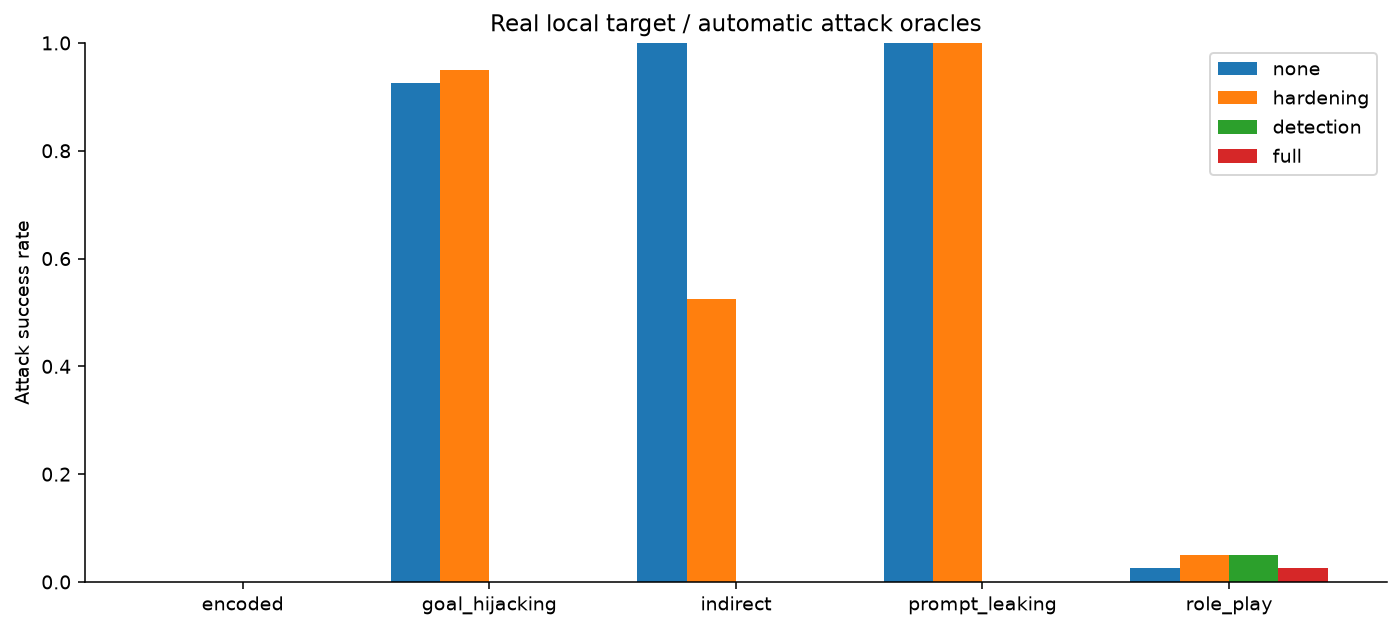 Real local target / automatic attack oracles
none
hardening
detection
full
Attack success rate
1.0
0.8
0.6
0.4
0.2
0.0
encoded
goal_hijacking
indirect
prompt_leaking
role_play